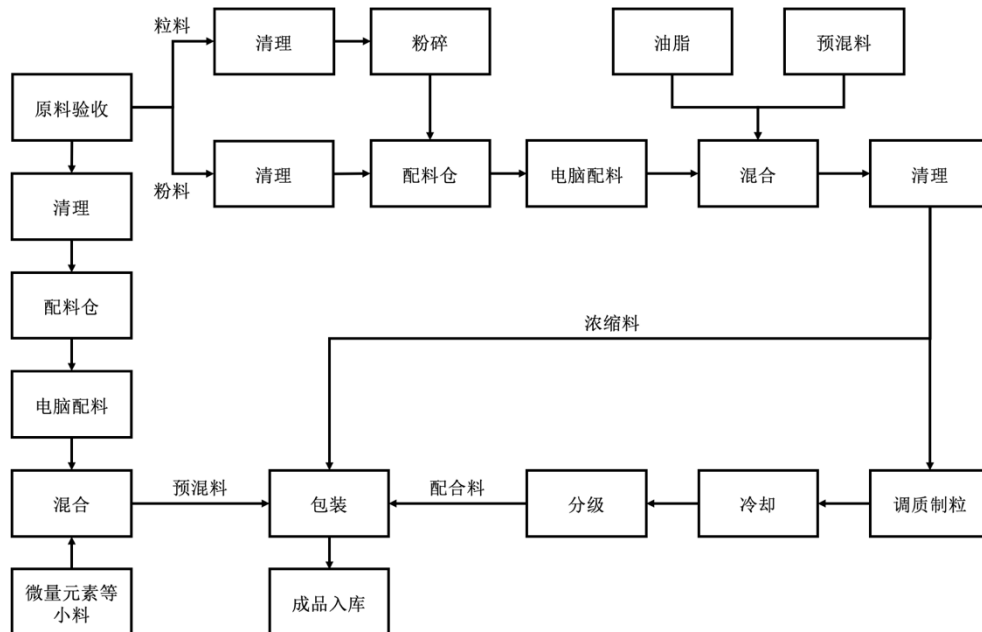 粒料
清理
粉碎
油脂
预混料
原料验收
粉料
清理
配料仓
电脑配料
混合
清理
清理
配料仓
浓缩料
电脑配料
混合
预混料
包装
配合料
分级
冷却
调质制粒
微量元素等
小料
成品入库